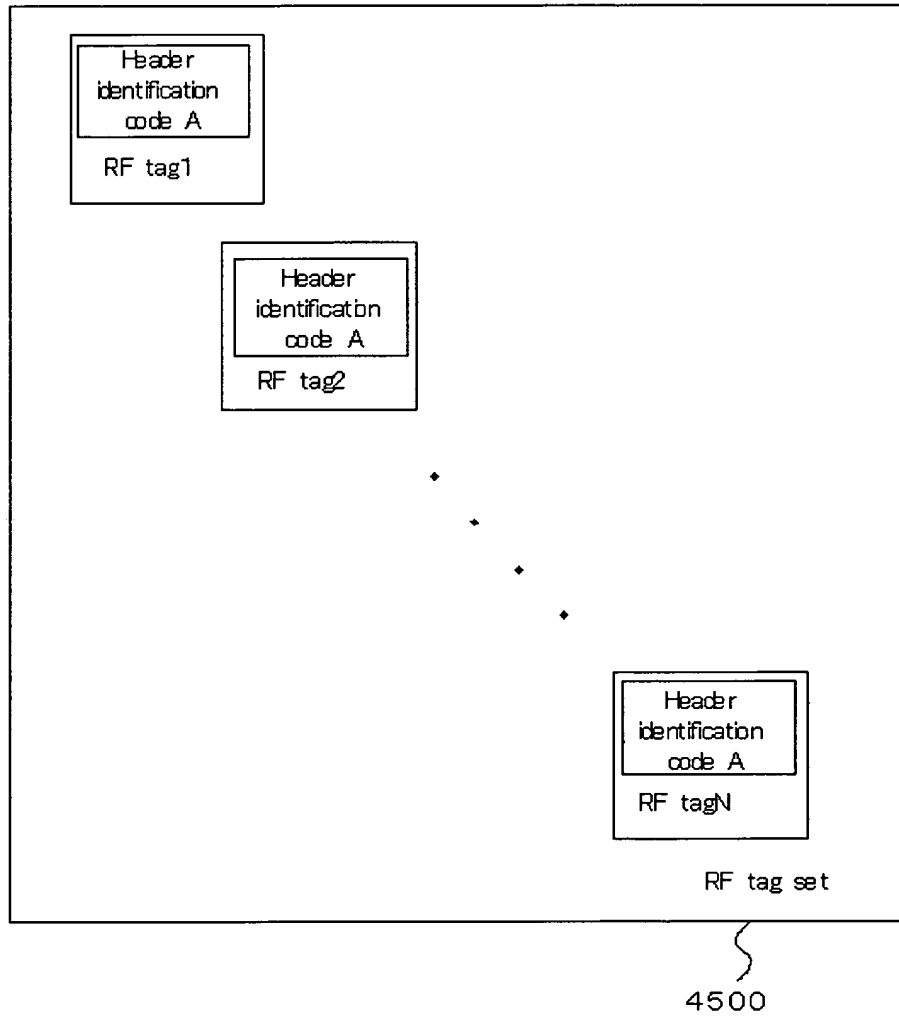 Header
identification
code A
RF tag1
Header
identification
code A
RF tag2
Header
identification
code A
RF tagN
RF tag set
4500